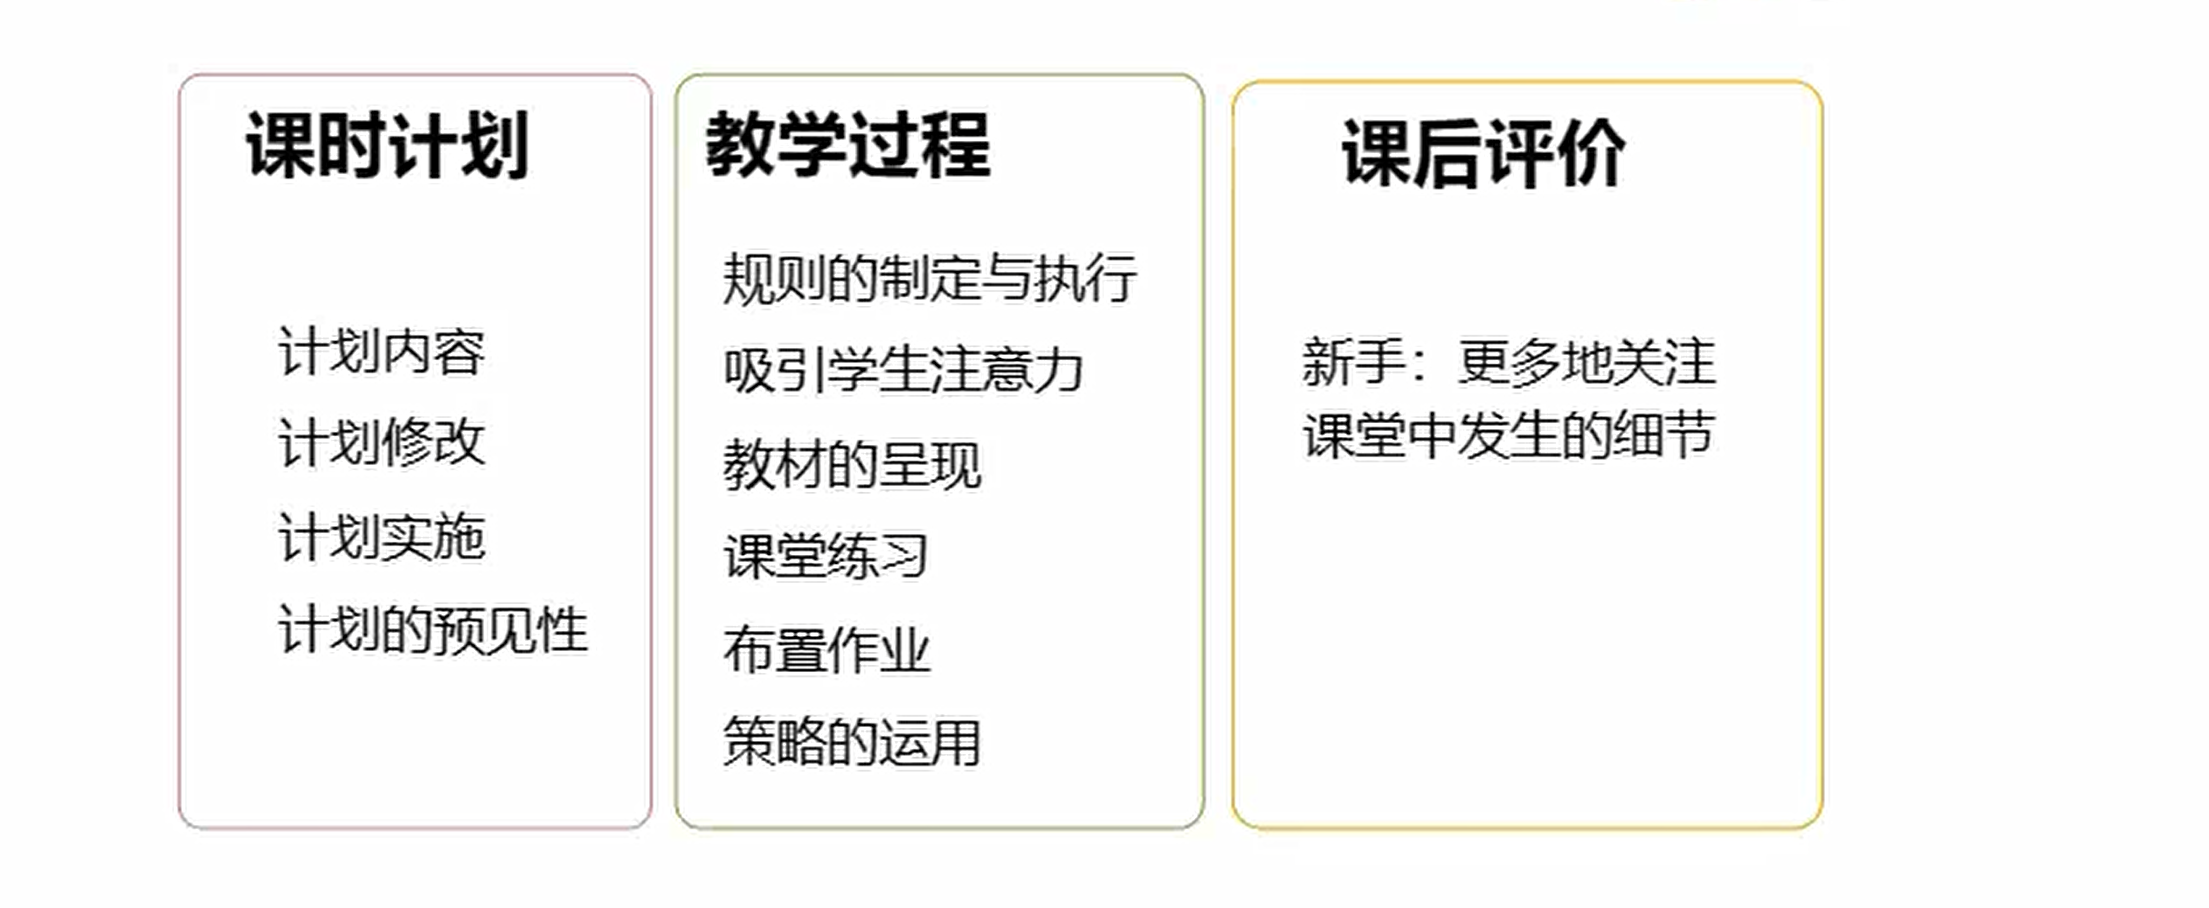 课时计划
计划内容
计划修改
计划实施
计划的预见性
教学过程
规则的制定与执行
吸引学生注意力
教材的呈现
课堂练习
布置作业
策略的运用
课后评价
新手：更多地关注
课堂中发生的细节